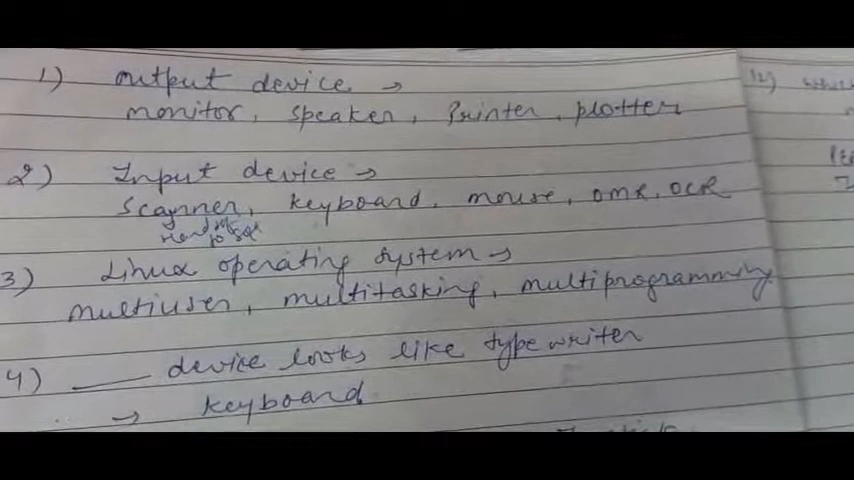 1) output device →
monitor, speaker, Printer, plotter
2) Input device →
Scanner, keyboard, mouse, OMR, OCR
3) Linux operating system →
multiuser, multitasking, multiprogramming
4) ___ device looks like typewriter
→ keyboard